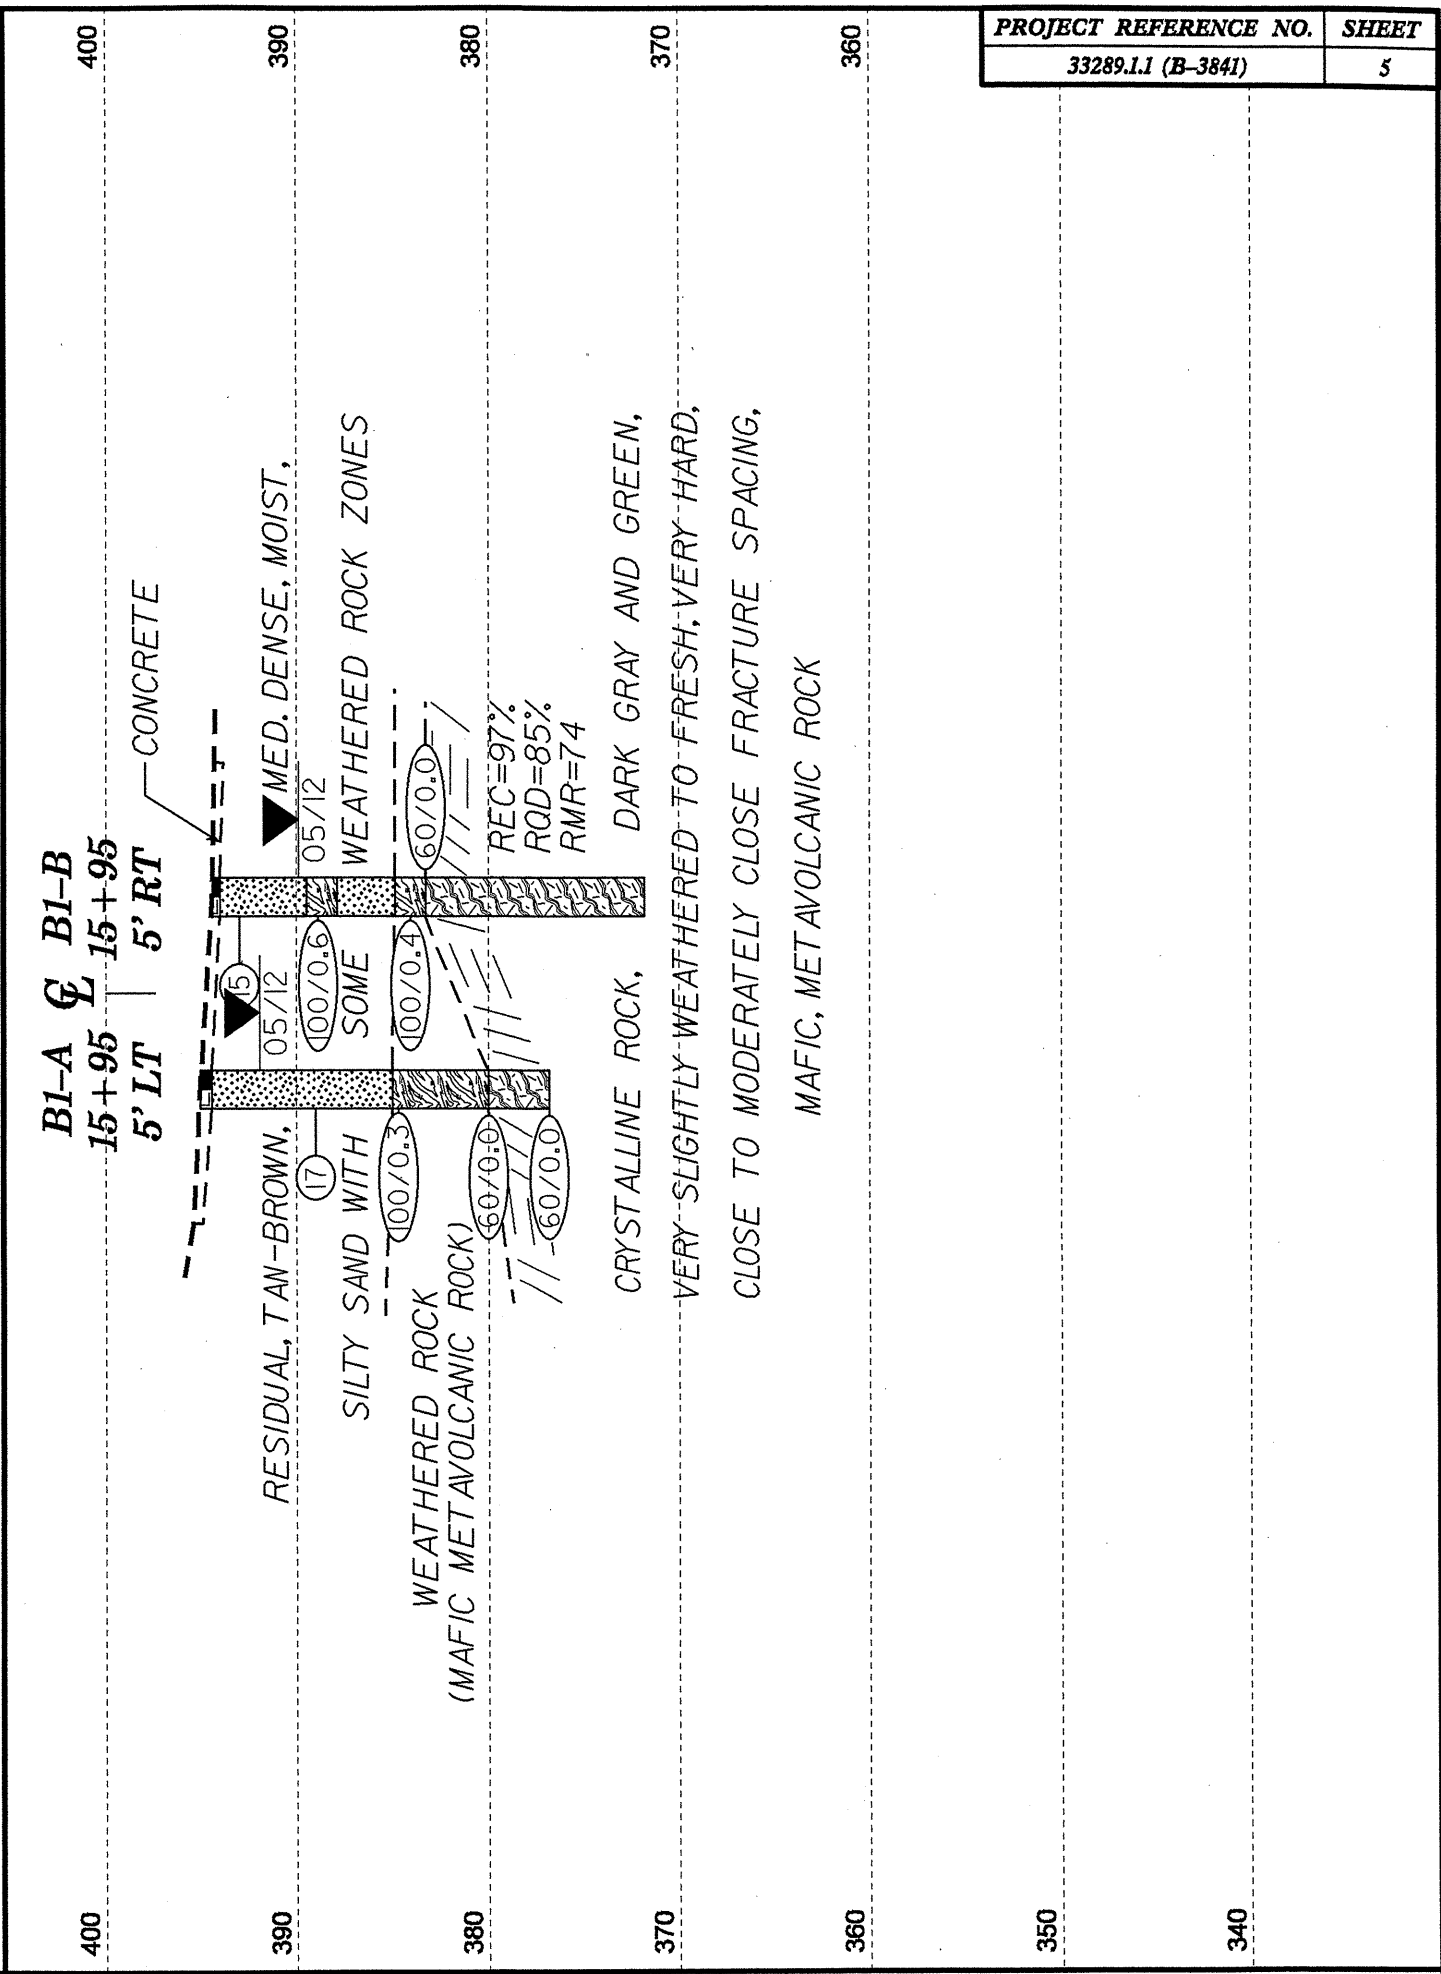 PROJECT REFERENCE NO. SHEET
33289.1.1 (B-3841) 5
B1-A ℄ B1-B
15+95 15+95
5' LT 5' RT
CONCRETE
400 400
390 390
380 380
370 370
360 360
350
340
RESIDUAL, TAN-BROWN, MED. DENSE, MOIST,
15
05/12 05/12
17
100/0.6
SILTY SAND WITH SOME WEATHERED ROCK ZONES
100/0.3 100/0.4
60/0.0
WEATHERED ROCK
(MAFIC METAVOLCANIC ROCK)
60/0.0
60/0.0
REC=97%
RQD=85%
RMR=74
CRYSTALLINE ROCK, DARK GRAY AND GREEN,
VERY SLIGHTLY WEATHERED TO FRESH, VERY HARD,
CLOSE TO MODERATELY CLOSE FRACTURE SPACING,
MAFIC, METAVOLCANIC ROCK